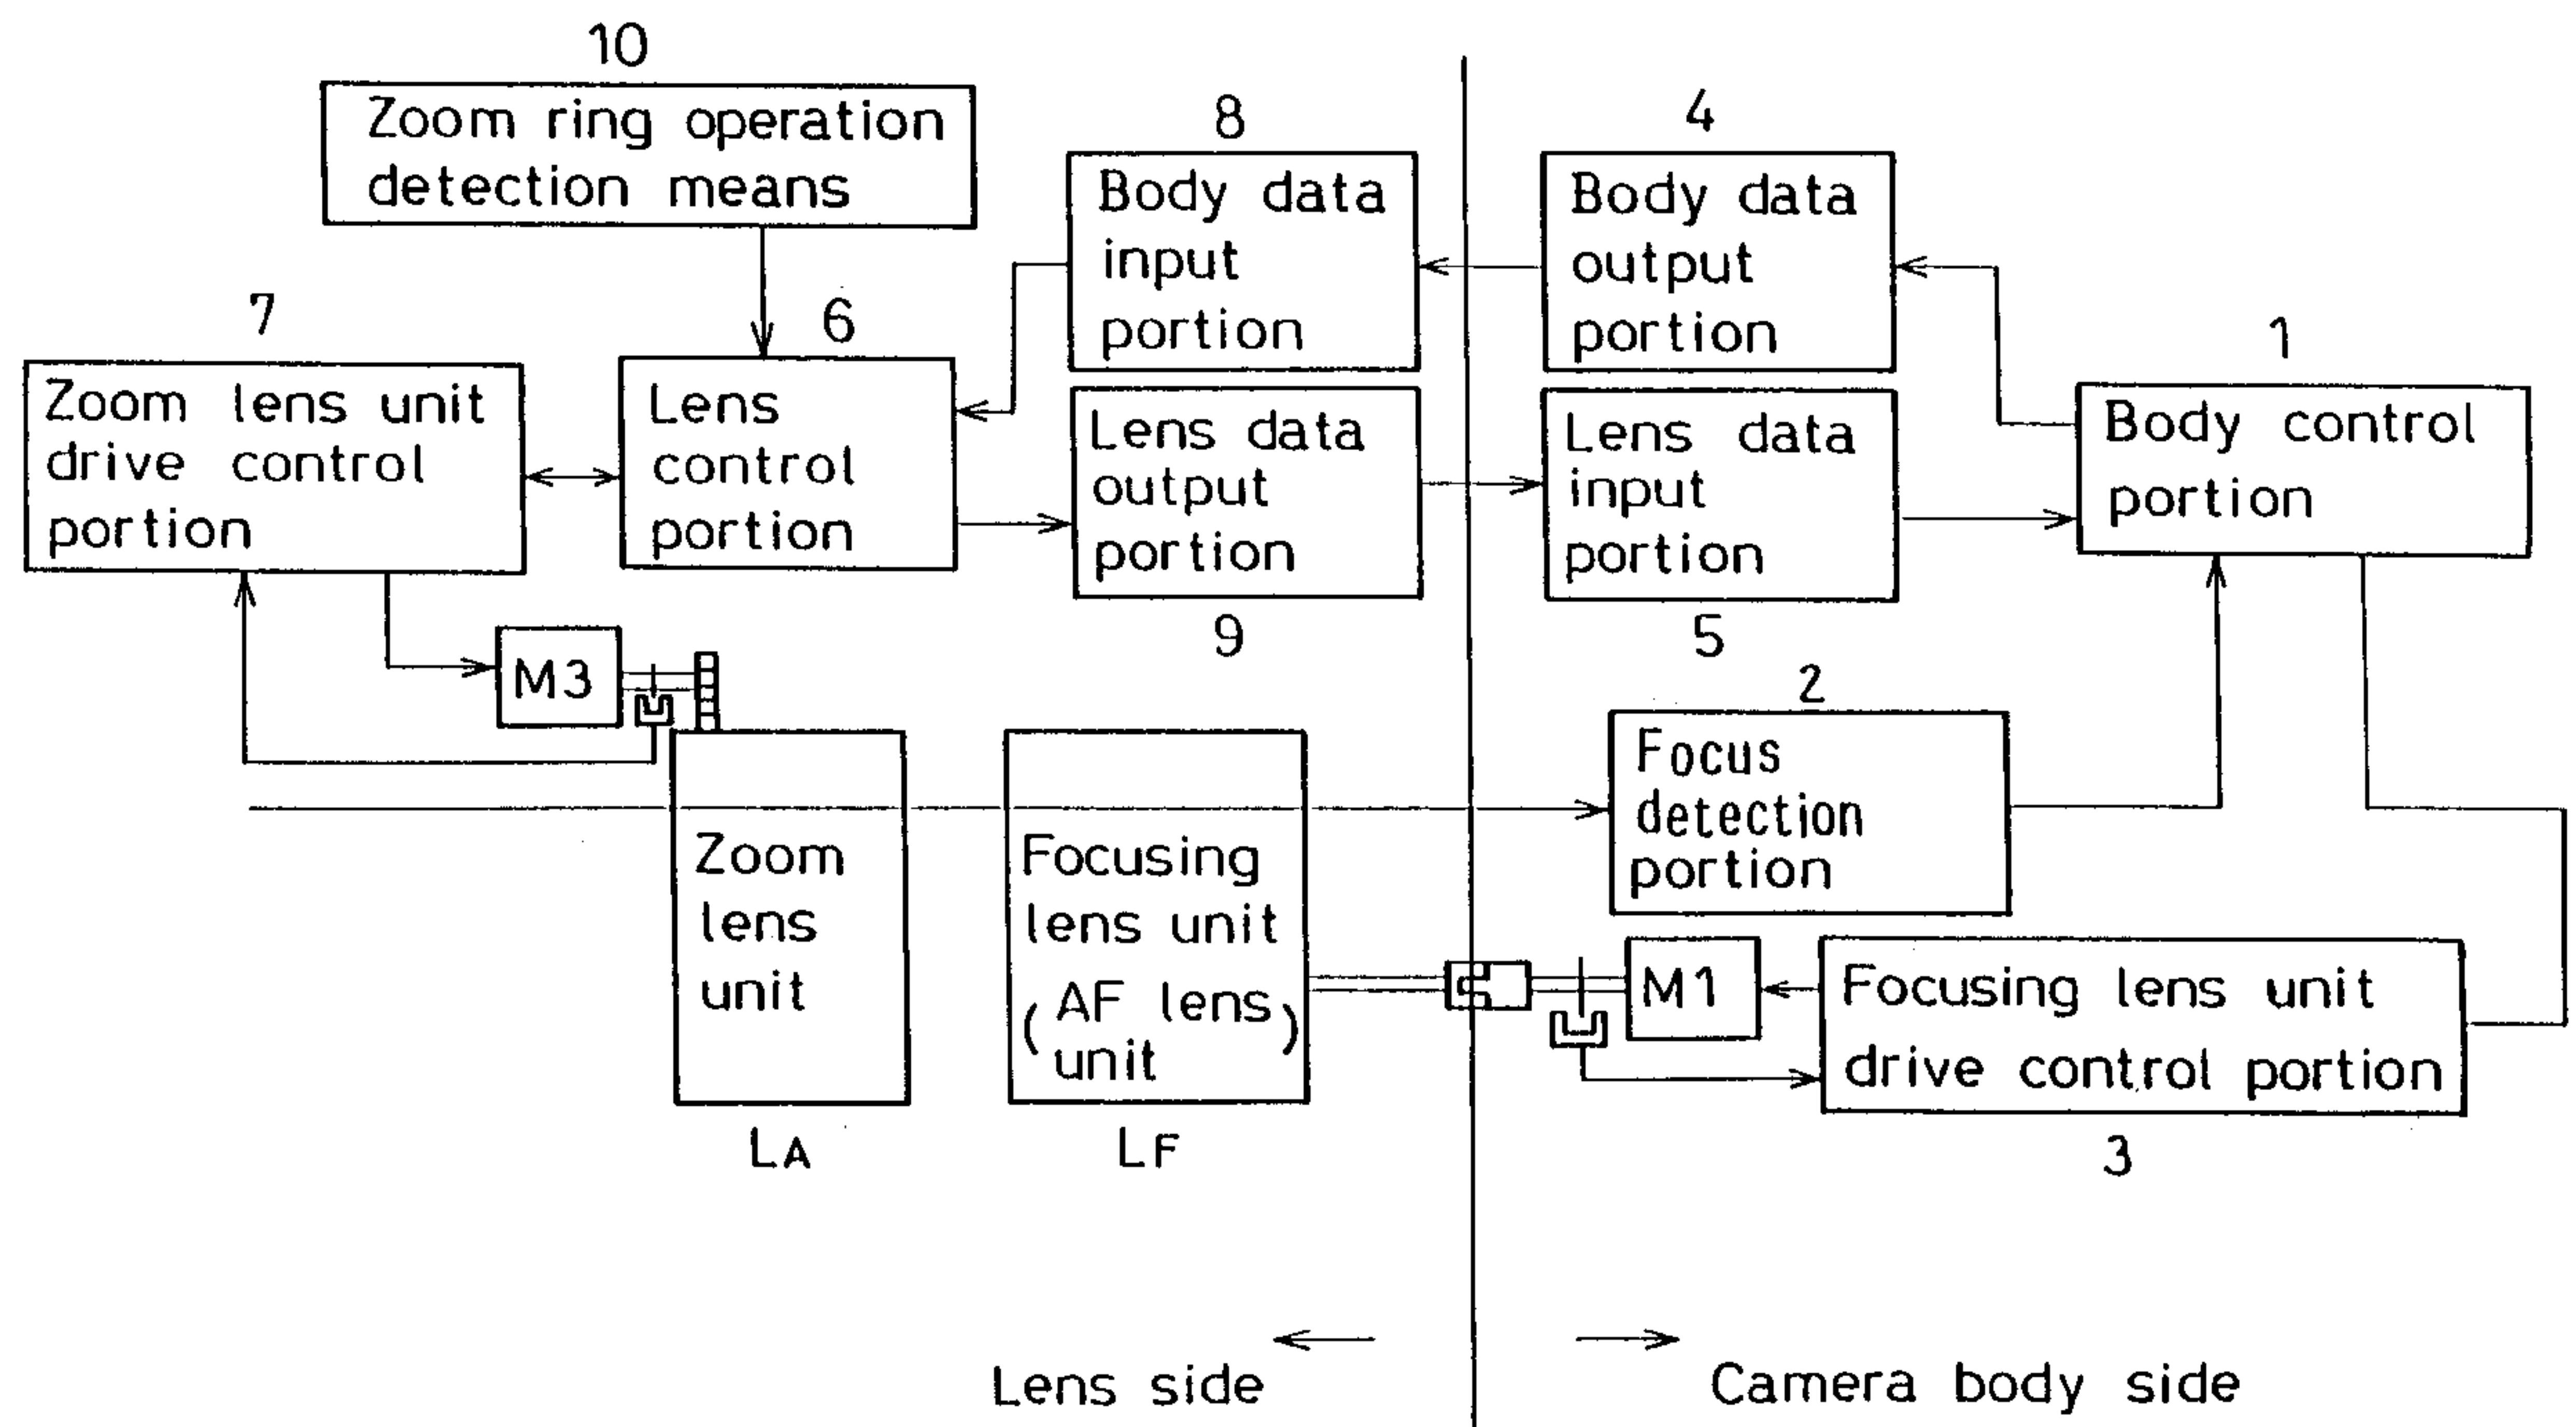 10
Zoom ring operation
detection means
8
Body data
input
portion
4
Body data
output
portion
7
Zoom lens unit
drive control
portion
6
Lens
control
portion
9
Lens data
output
portion
5
Lens data
input
portion
1
Body control
portion
M3
2
Focus
detection
portion
Zoom
lens
unit
LA
Focusing
lens unit
(AF lens)
unit
LF
M1
Focusing lens unit
drive control portion
3
Lens side
Camera body side